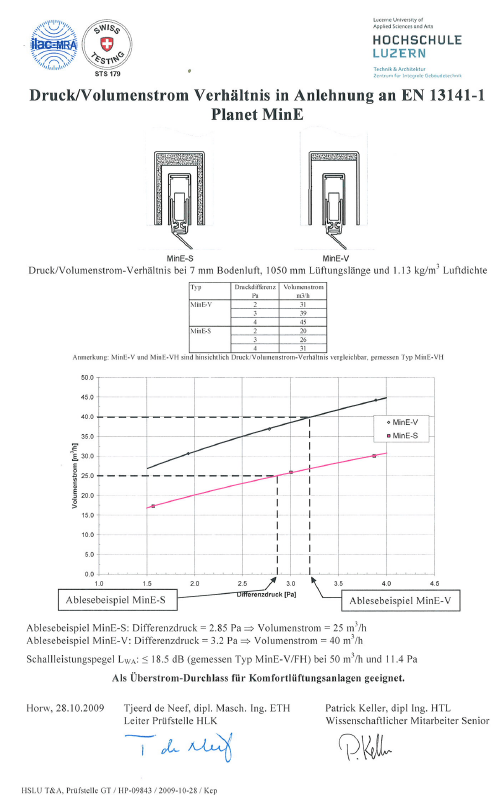 ilac-MRA
SWISS
TESTING
STS 179
Lucerne University of
Applied Sciences and Arts
HOCHSCHULE
LUZERN
Technik & Architektur
Zentrum für Integrale Gebäudetechnik
Druck/Volumenstrom Verhältnis in Anlehnung an EN 13141-1
Planet MinE
MinE-S MinE-V
Druck/Volumenstrom-Verhältnis bei 7 mm Bodenluft, 1050 mm Lüftungslänge und 1.13 kg/m³ Luftdichte
Typ Druckdifferenz Volumenstrom
Pa m3/h
MinE-V 2 31
3 39
4 45
MinE-S 2 20
3 26
4 31
Anmerkung: MinE-V und MinE-VH sind hinsichtlich Druck/Volumenstrom-Verhältnis vergleichbar, gemessen Typ MinE-VH
50.0
45.0
40.0
35.0
30.0
25.0
20.0
15.0
10.0
5.0
0.0
Volumenstrom [m³/h]
MinE-V
MinE-S
1.0 1.5 2.0 2.5 3.0 3.5 4.0 4.5
Differenzdruck [Pa]
Ablesebeispiel MinE-S Ablesebeispiel MinE-V
Ablesebeispiel MinE-S: Differenzdruck = 2.85 Pa ⇒ Volumenstrom = 25 m³/h
Ablesebeispiel MinE-V: Differenzdruck = 3.2 Pa ⇒ Volumenstrom = 40 m³/h
Schallleistungspegel LWA: ≤ 18.5 dB (gemessen Typ MinE-V/FH) bei 50 m³/h und 11.4 Pa
Als Überstrom-Durchlass für Komfortlüftungsanlagen geeignet.
Horw, 28.10.2009 Tjeerd de Neef, dipl. Masch. Ing. ETH Patrick Keller, dipl Ing. HTL
Leiter Prüfstelle HLK Wissenschaftlicher Mitarbeiter Senior
T de Neef P. Keller
HSLU T&A, Prüfstelle GT / HP-09843 / 2009-10-28 / Kep